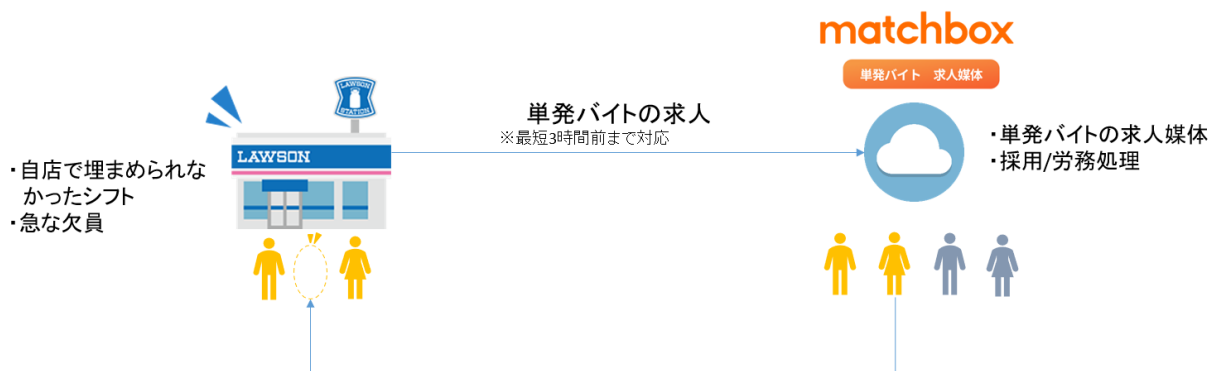 matchbox
単発バイト 求人媒体
LAWSON
STATION
単発バイトの求人
※最短3時間前まで対応
LAWSON
・自店で埋まめられな
かったシフト
・急な欠員
・単発バイトの求人媒体
・採用/労務処理